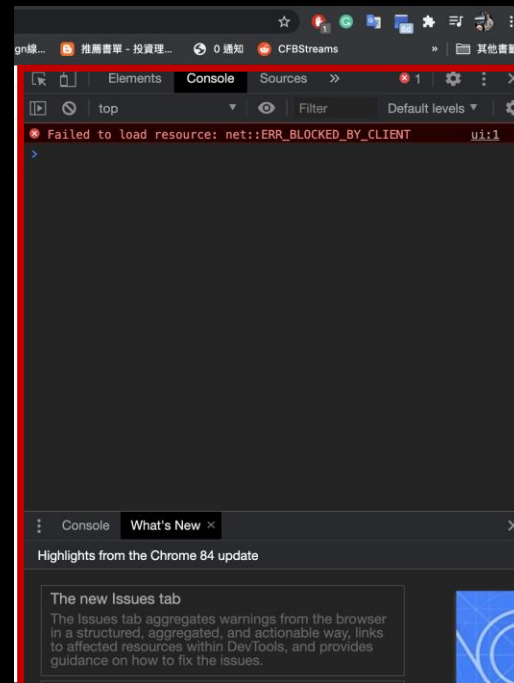 1
8d
gn線...
推薦書單 - 投資理...
0 通知
CFBStreams
»
其他書籤
Elements
Console
Sources
»
1
top
Filter
Default levels
Failed to load resource: net::ERR_BLOCKED_BY_CLIENT
ui:1
Console
What's New
Highlights from the Chrome 84 update
The new Issues tab
The Issues tab aggregates warnings from the browser
in a structured, aggregated, and actionable way, links
to affected resources within DevTools, and provides
guidance on how to fix the issues.